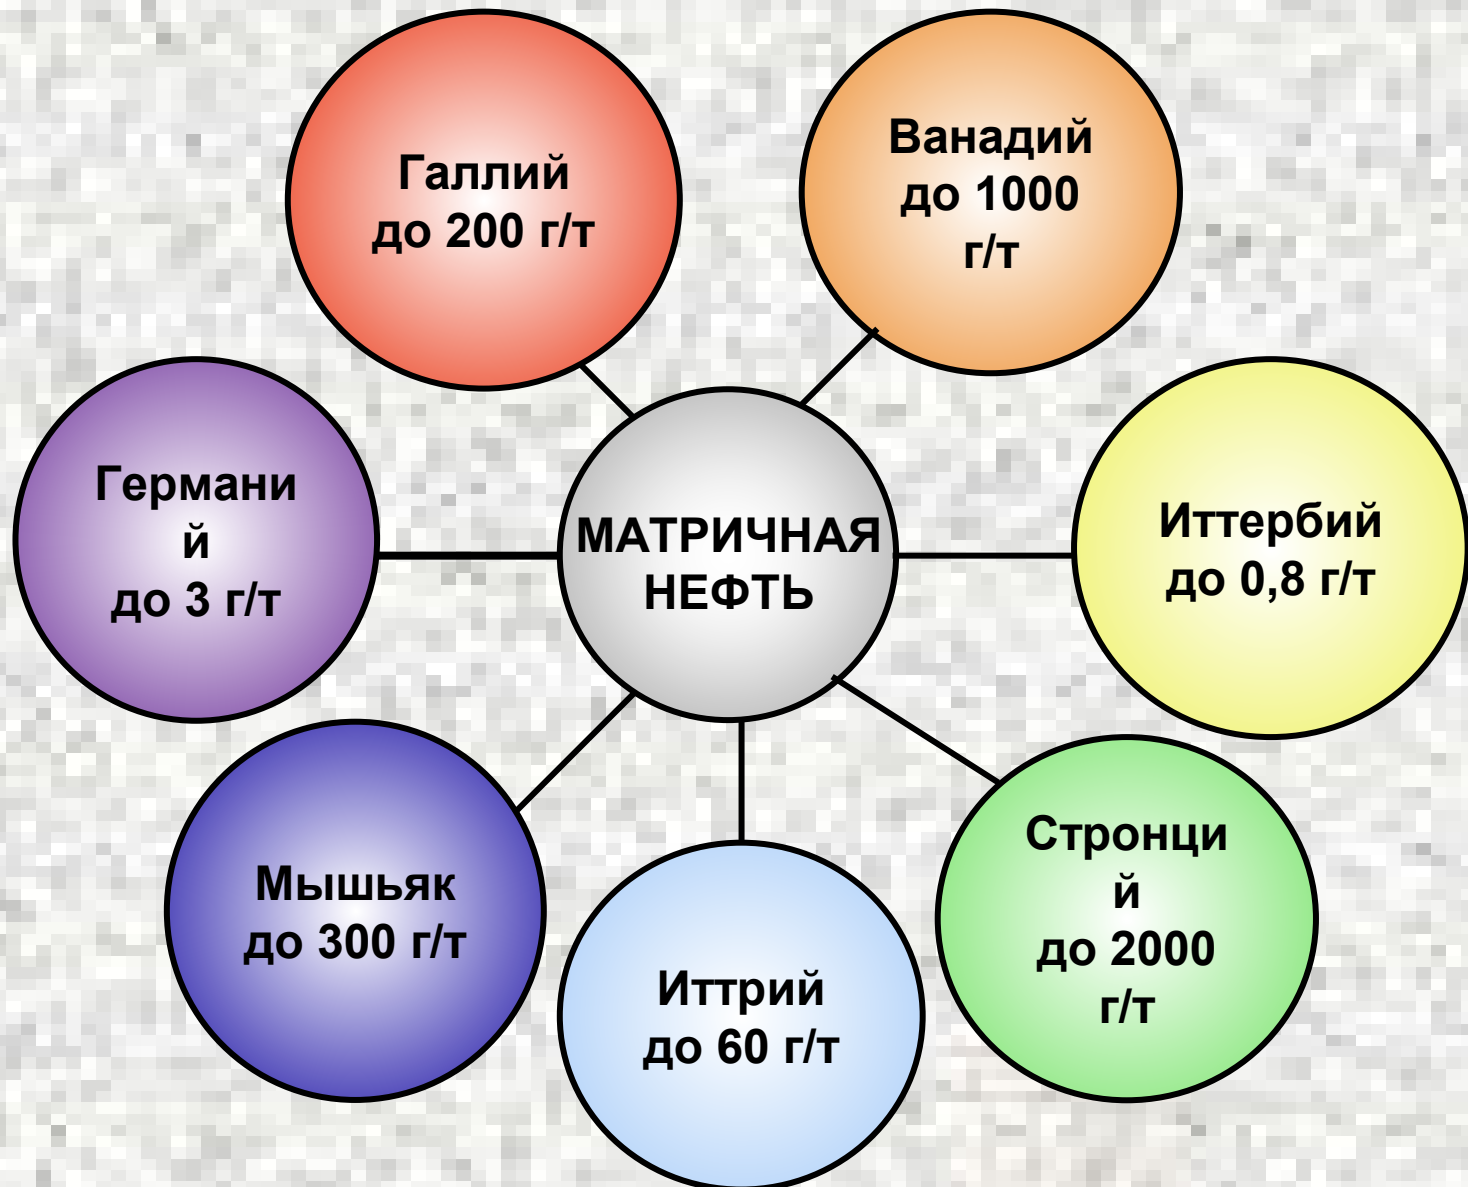 Галлий
до 200 г/т
Ванадий
до 1000
г/т
Германи
й
до 3 г/т
МАТРИЧНАЯ
НЕФТЬ
Иттербий
до 0,8 г/т
Мышьяк
до 300 г/т
Иттрий
до 60 г/т
Стронци
й
до 2000
г/т